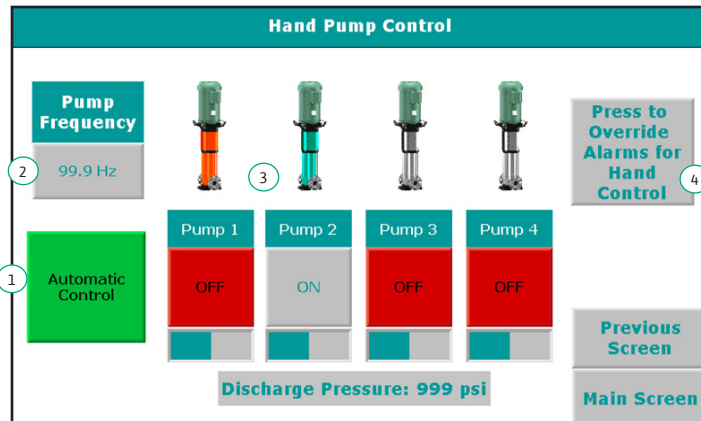 Hand Pump Control
Pump
Frequency
99.9 Hz
2
3
Press to
Override
Alarms for
Hand
Control
4
1
Automatic
Control
Pump 1
Pump 2
Pump 3
Pump 4
OFF
ON
OFF
OFF
Previous
Screen
Discharge Pressure: 999 psi
Main Screen